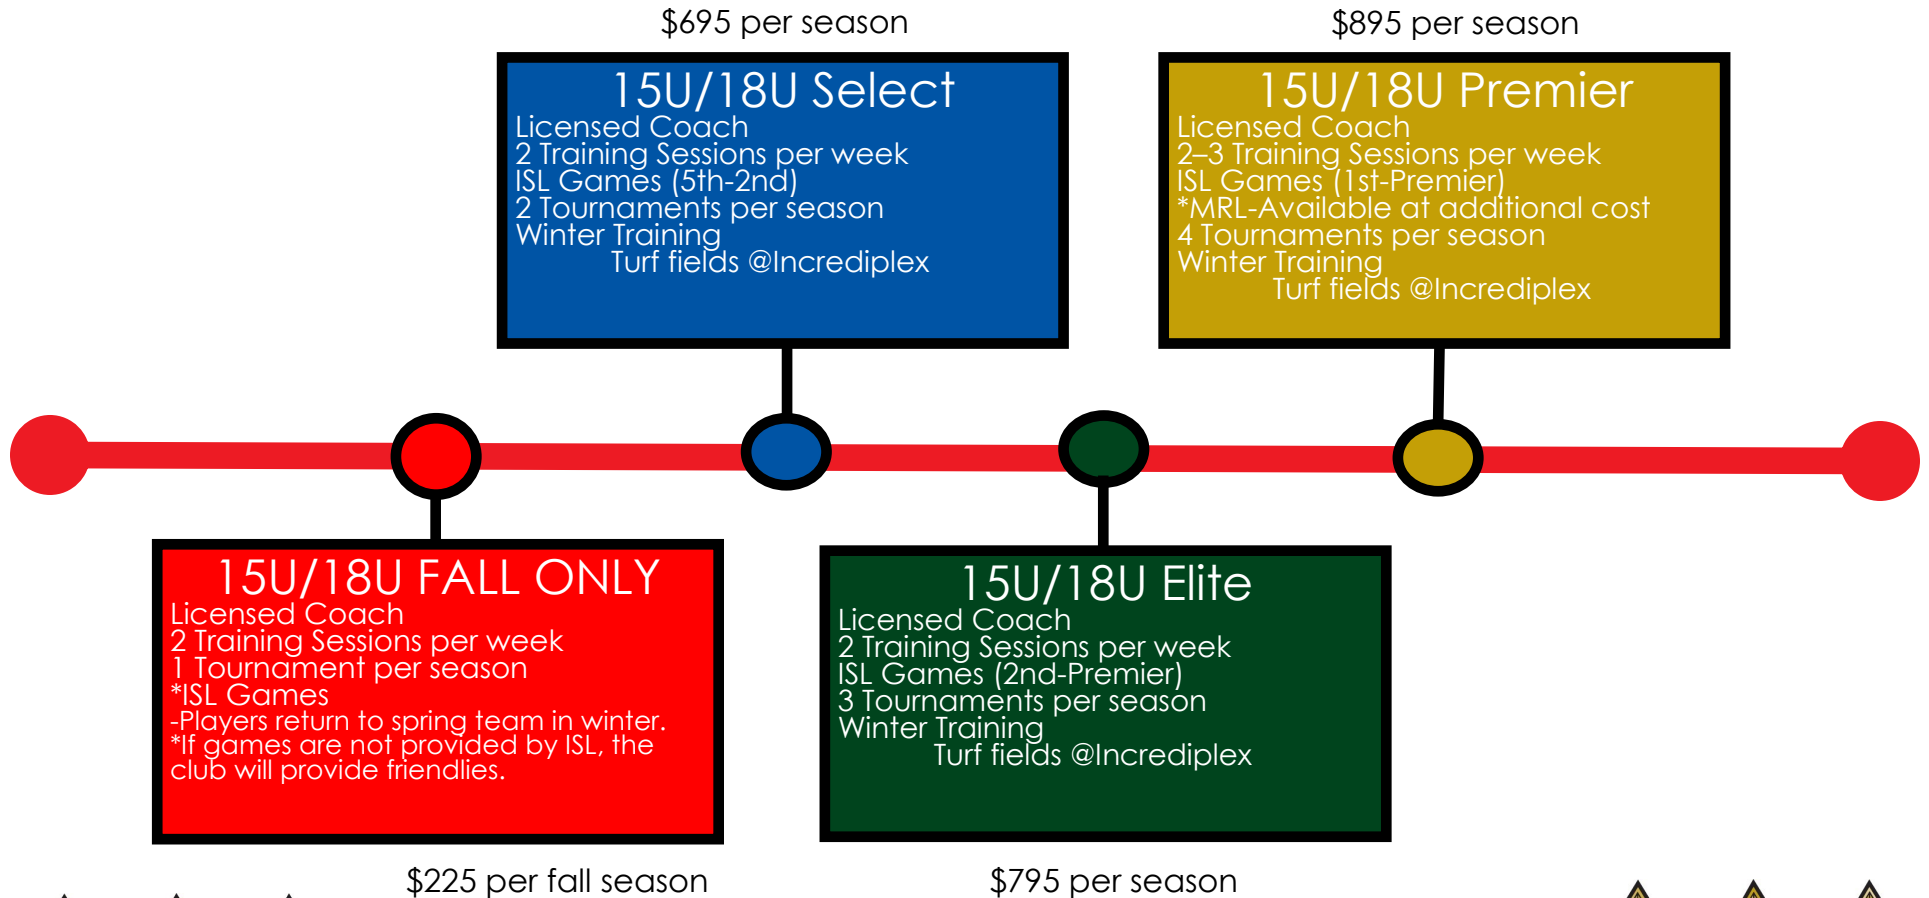 $695 per season
15U/18U Select
Licensed Coach
2 Training Sessions per week
ISL Games (5th-2nd)
2 Tournaments per season
Winter Training
Turf fields @Incrediplex
$895 per season
15U/18U Premier
Licensed Coach
2–3 Training Sessions per week
ISL Games (1st-Premier)
*MRL-Available at additional cost
4 Tournaments per season
Winter Training
Turf fields @Incrediplex
15U/18U FALL ONLY
Licensed Coach
2 Training Sessions per week
1 Tournament per season
*ISL Games
-Players return to spring team in winter.
*If games are not provided by ISL, the
club will provide friendlies.
$225 per fall season
15U/18U Elite
Licensed Coach
2 Training Sessions per week
ISL Games (2nd-Premier)
3 Tournaments per season
Winter Training
Turf fields @Incrediplex
$795 per season